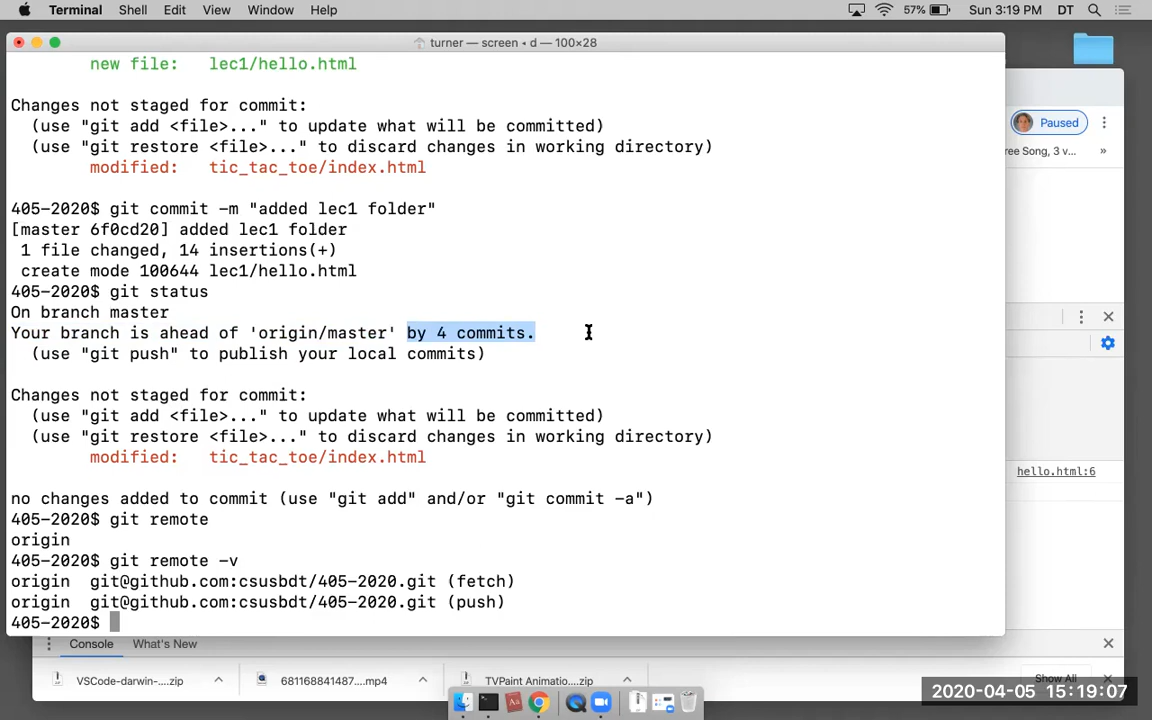 Terminal Shell Edit View Window Help 57% Sun 3:19 PM DT
turner — screen ◂ d — 100×28
new file: lec1/hello.html
Changes not staged for commit:
(use "git add <file>..." to update what will be committed)
(use "git restore <file>..." to discard changes in working directory)
modified: tic_tac_toe/index.html
405-2020$ git commit -m "added lec1 folder"
[master 6f0cd20] added lec1 folder
1 file changed, 14 insertions(+)
create mode 100644 lec1/hello.html
405-2020$ git status
On branch master
Your branch is ahead of 'origin/master' by 4 commits.
(use "git push" to publish your local commits)
Changes not staged for commit:
(use "git add <file>..." to update what will be committed)
(use "git restore <file>..." to discard changes in working directory)
modified: tic_tac_toe/index.html
no changes added to commit (use "git add" and/or "git commit -a")
405-2020$ git remote
origin
405-2020$ git remote -v
origin git@github.com:csusbdt/405-2020.git (fetch)
origin git@github.com:csusbdt/405-2020.git (push)
405-2020$
Paused
ree Song, 3 v... »
hello.html:6
Console What's New
VSCode-darwin-....zip 681168841487....mp4 TVPaint Animatio....zip Show All
2020-04-05 15:19:07